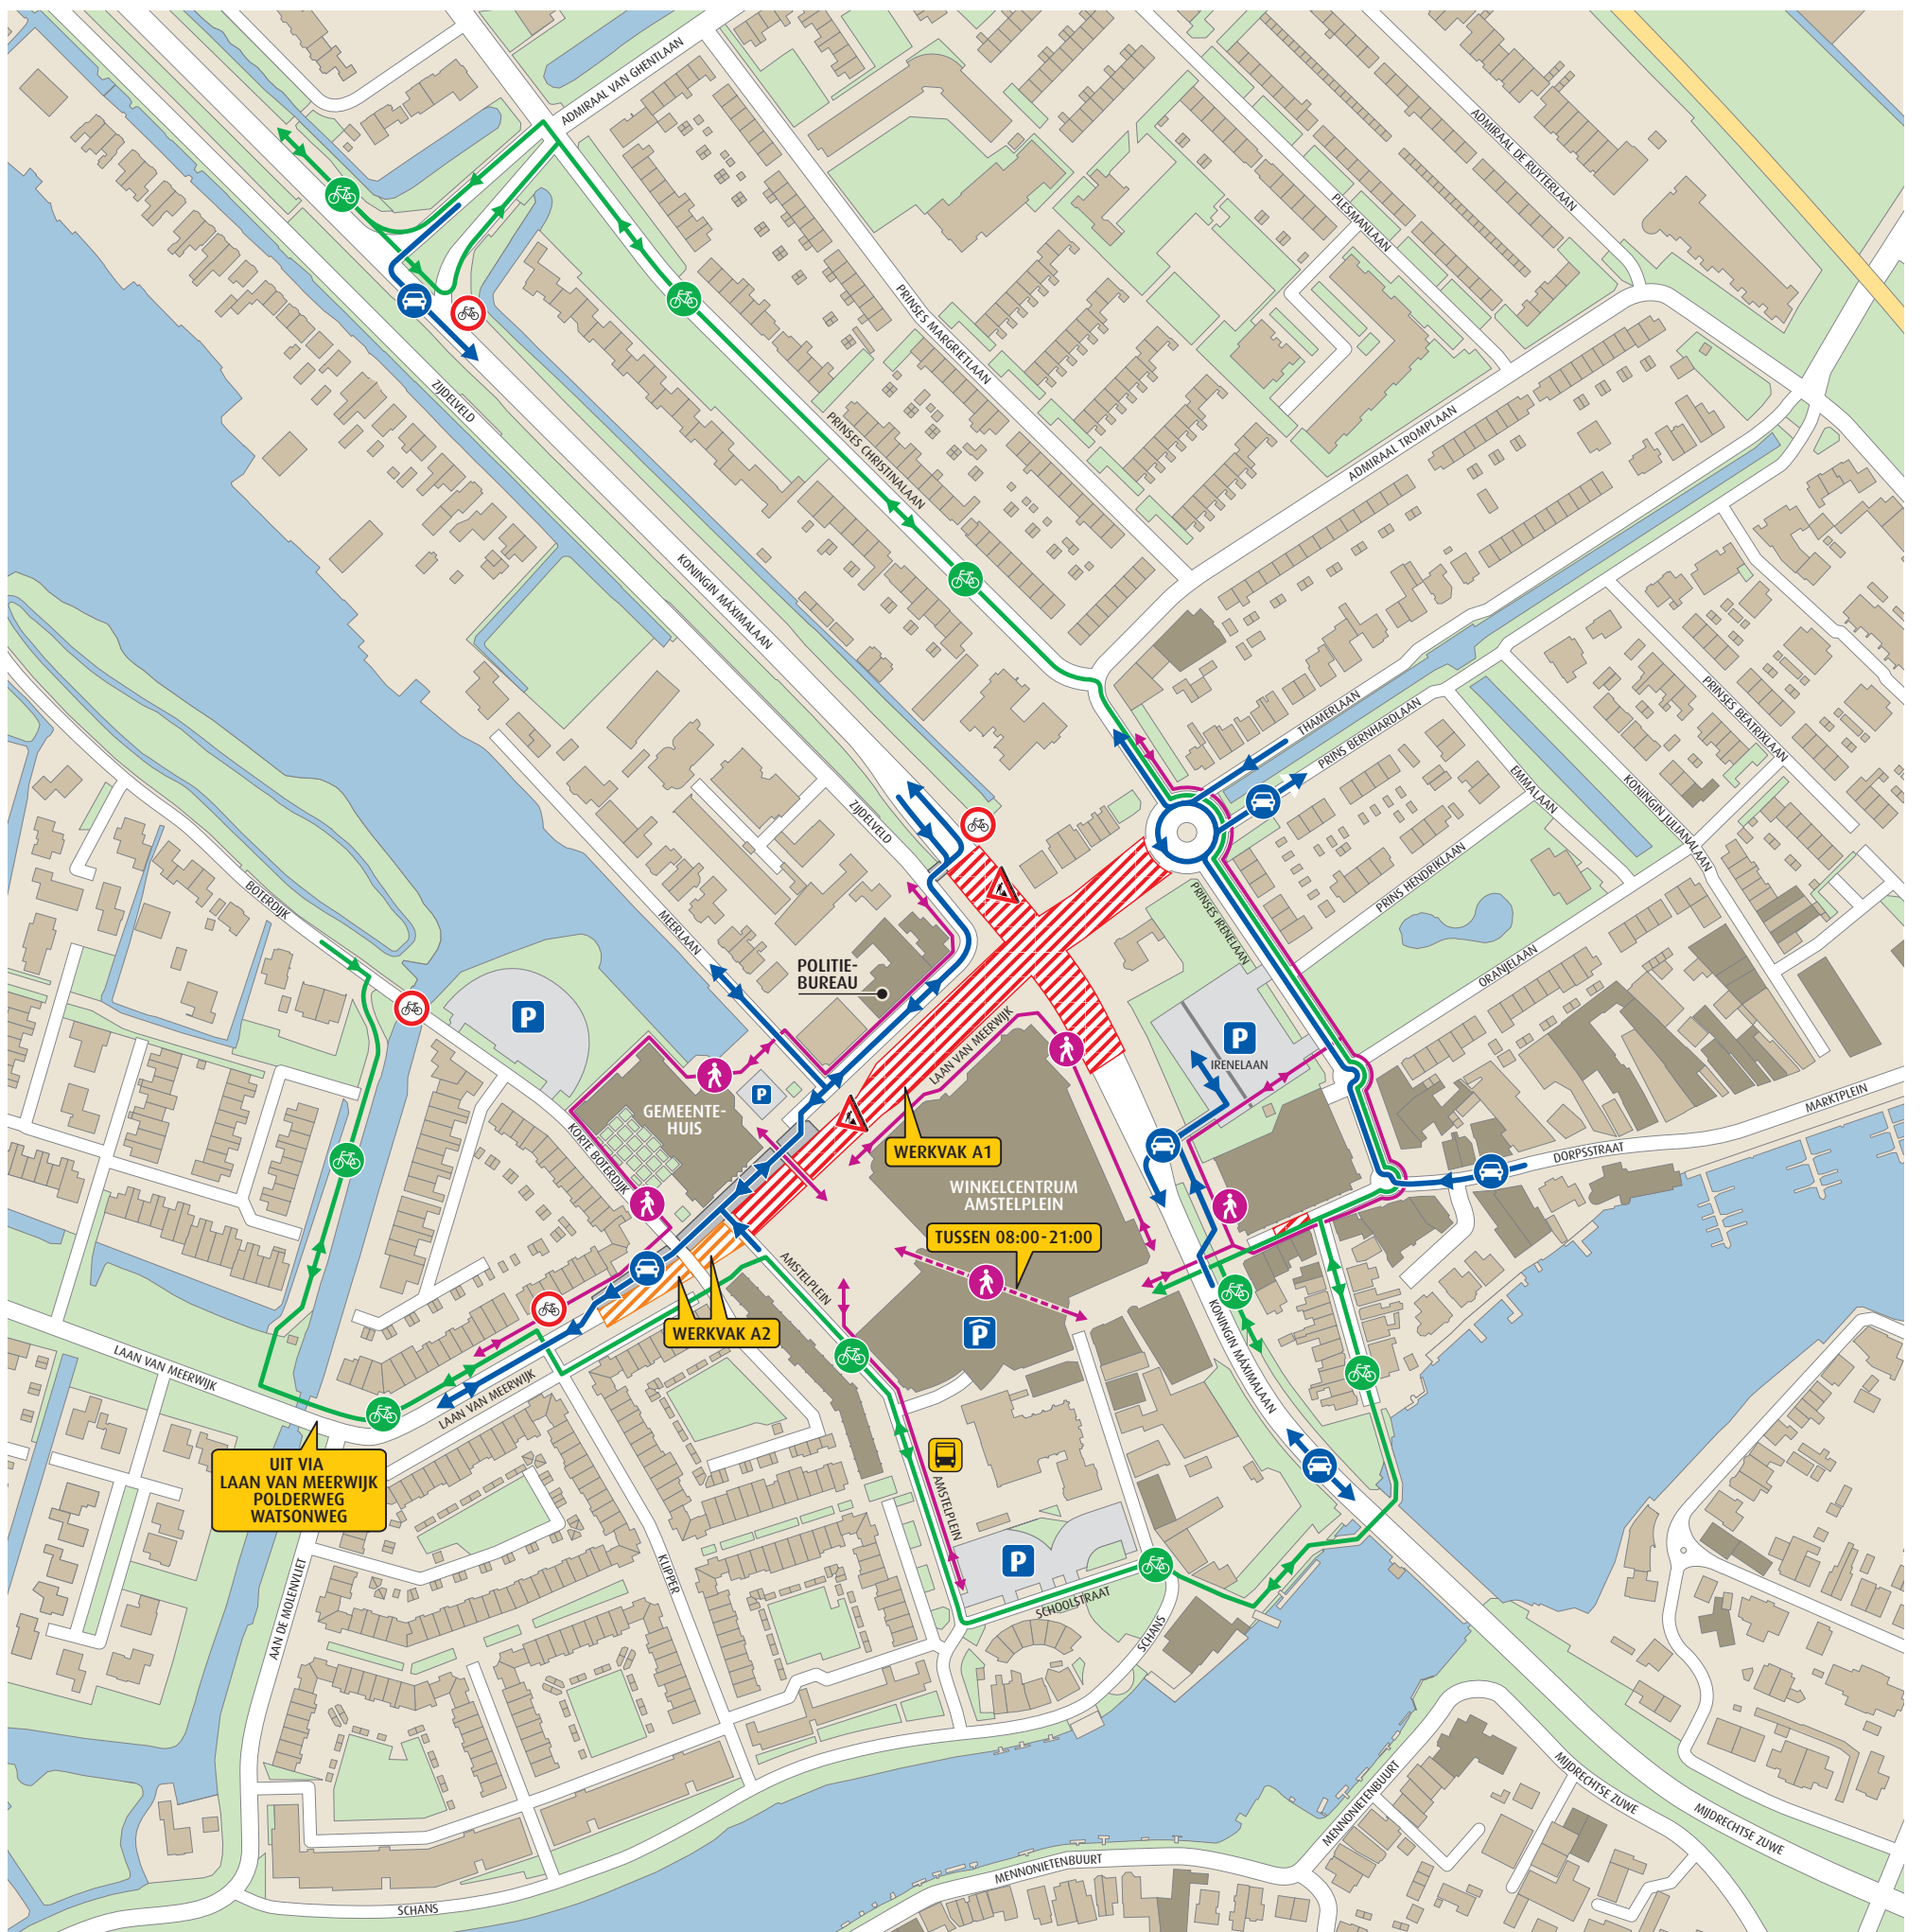 ADMIRAAL VAN GHENTLAAN
ADMIRAAL DE RUYTERLAAN
PLESMANLAAN
PRINSES MARGRIETLAAN
ZIJDELVELD
PRINSES CHRISTINALAAN
ADMIRAAL TROMPLAAN
KONINGIN MÁXIMALAAN
THAMERLAAN
PRINS BERNHARDLAAN
PRINSES BEATRIXLAAN
EMMALAAN
KONINGIN JULIANALAAN
ZIJDELVELD
PRINS HENDRIKLAAN
BOTERDIJK
MEERLAAN
PRINSES IRENELAAN
ORANJELAAN
POLITIE-
BUREAU
P
LAAN VAN MEERWIJK
P
IRENELAAN
P
GEMEENTE-
HUIS
MARKTPLEIN
KORTE BOTERDIJK
WERKVAK A1
DORPSSTRAAT
WINKELCENTRUM
AMSTELPLEIN
TUSSEN 08:00-21:00
AMSTELPLEIN
P
WERKVAK A2
KONINGIN MÁXIMALAAN
LAAN VAN MEERWIJK
LAAN VAN MEERWIJK
UIT VIA
LAAN VAN MEERWIJK
POLDERWEG
WATSONWEG
AMSTELPLEIN
P
KLIPPER
AAN DE MOLENVLIET
SCHOOLSTRAAT
SCHANS
MIJDRECHTSE ZUWE
MIJDRECHTSE ZUWE
MENNONIETENBUURT
MENNONIETENBUURT
SCHANS